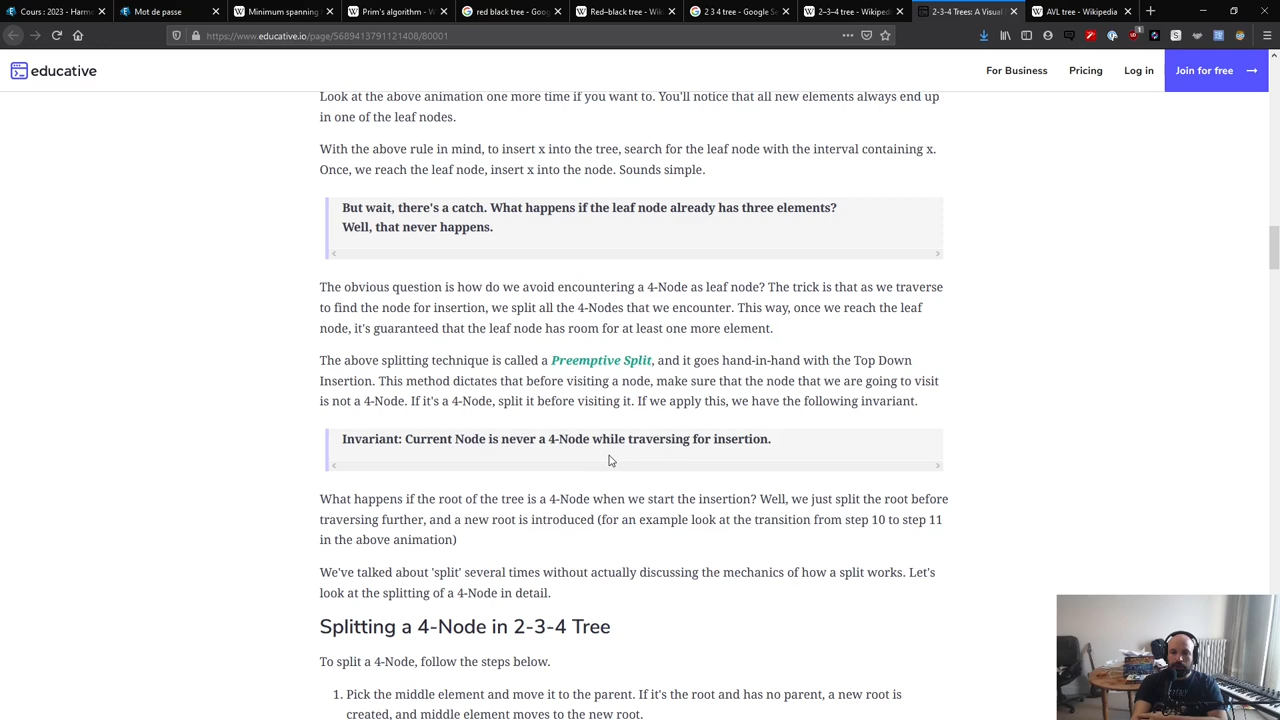 Cours : 2023 - Harmo
Mot de passe
Minimum spanning
Prim's algorithm - W
red black tree - Goog
Red–black tree - Wik
2 3 4 tree - Google Se
2–3–4 tree - Wikiped
2-3-4 Trees: A Visual
AVL tree - Wikipedia
https://www.educative.io/page/5689413791121408/80001
educative
For Business
Pricing
Log in
Join for free
Look at the above animation one more time if you want to. You'll notice that all new elements always end up
in one of the leaf nodes.
With the above rule in mind, to insert x into the tree, search for the leaf node with the interval containing x.
Once, we reach the leaf node, insert x into the node. Sounds simple.
But wait, there's a catch. What happens if the leaf node already has three elements?
Well, that never happens.
The obvious question is how do we avoid encountering a 4-Node as leaf node? The trick is that as we traverse
to find the node for insertion, we split all the 4-Nodes that we encounter. This way, once we reach the leaf
node, it's guaranteed that the leaf node has room for at least one more element.
The above splitting technique is called a Preemptive Split, and it goes hand-in-hand with the Top Down
Insertion. This method dictates that before visiting a node, make sure that the node that we are going to visit
is not a 4-Node. If it's a 4-Node, split it before visiting it. If we apply this, we have the following invariant.
Invariant: Current Node is never a 4-Node while traversing for insertion.
What happens if the root of the tree is a 4-Node when we start the insertion? Well, we just split the root before
traversing further, and a new root is introduced (for an example look at the transition from step 10 to step 11
in the above animation)
We've talked about 'split' several times without actually discussing the mechanics of how a split works. Let's
look at the splitting of a 4-Node in detail.
Splitting a 4-Node in 2-3-4 Tree
To split a 4-Node, follow the steps below.
1. Pick the middle element and move it to the parent. If it's the root and has no parent, a new root is
created, and middle element moves to the new root.